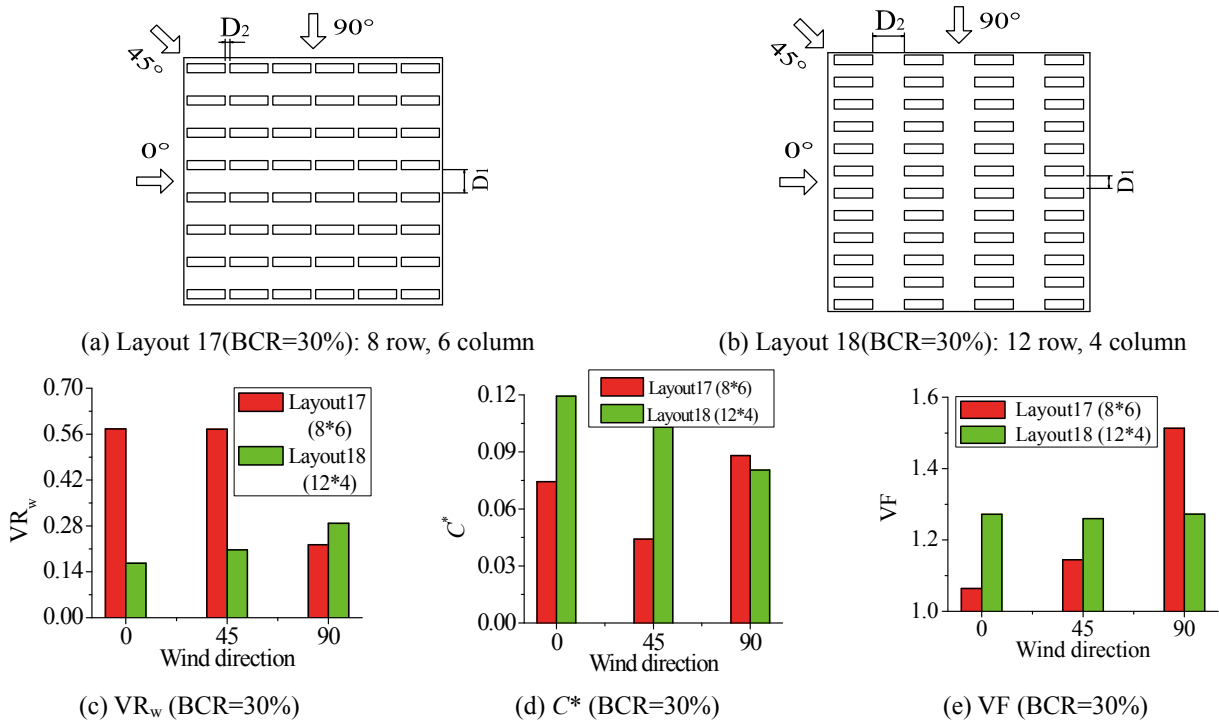 D2
90°
45°
0°
D1
(a) Layout 17(BCR=30%): 8 row, 6 column
D2
90°
45°
0°
D1
(b) Layout 18(BCR=30%): 12 row, 4 column
0.70
0.56
0.42
0.28
0.14
0.00
VRw
Layout17
(8*6)
Layout18
(12*4)
0
45
90
Wind direction
(c) VRw (BCR=30%)
0.12
0.09
0.06
0.03
0.00
C*
Layout17 (8*6)
Layout18 (12*4)
0
45
90
Wind direction
(d) C* (BCR=30%)
1.6
1.4
1.2
1.0
VF
Layout17 (8*6)
Layout18 (12*4)
0
45
90
Wind direction
(e) VF (BCR=30%)